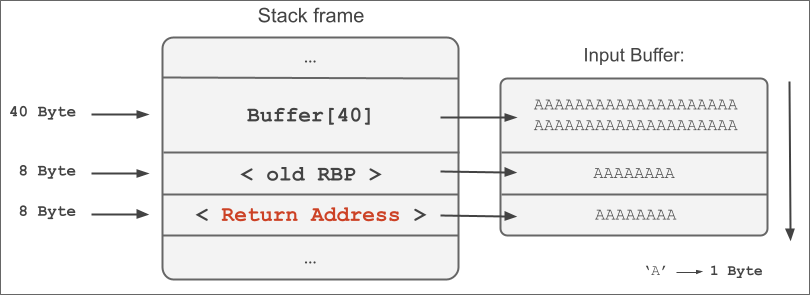 Stack frame
Input Buffer:
...
40 Byte
Buffer[40]
AAAAAAAAAAAAAAAAAAAA
AAAAAAAAAAAAAAAAAAAA
8 Byte
< old RBP >
AAAAAAAA
8 Byte
< Return Address >
AAAAAAAA
...
‘A’ → 1 Byte